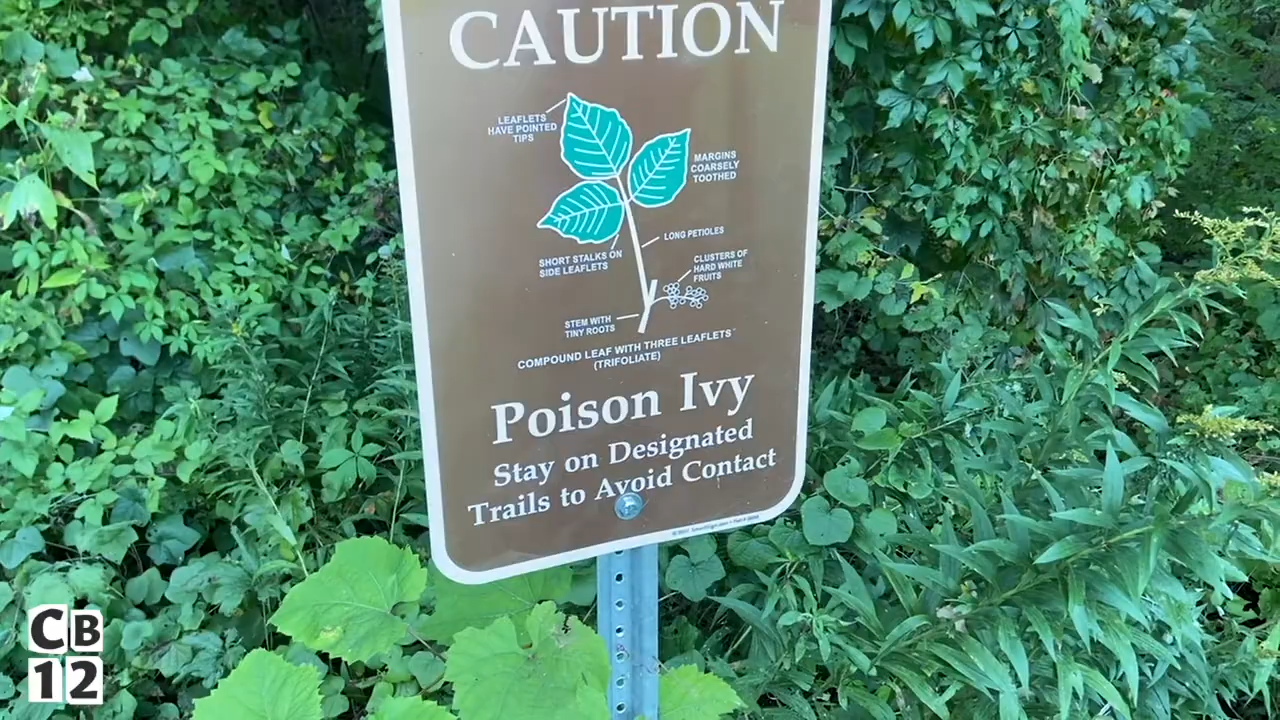 CAUTION
LEAFLETS
HAVE POINTED
TIPS
MARGINS
COARSELY
TOOTHED
LONG PETIOLES
SHORT STALKS ON
SIDE LEAFLETS
CLUSTERS OF
HARD WHITE
FRUITS
STEM WITH
TINY ROOTS
COMPOUND LEAF WITH THREE LEAFLETS
(TRIFOLIATE)
Poison Ivy
Stay on Designated
Trails to Avoid Contact
CB
12